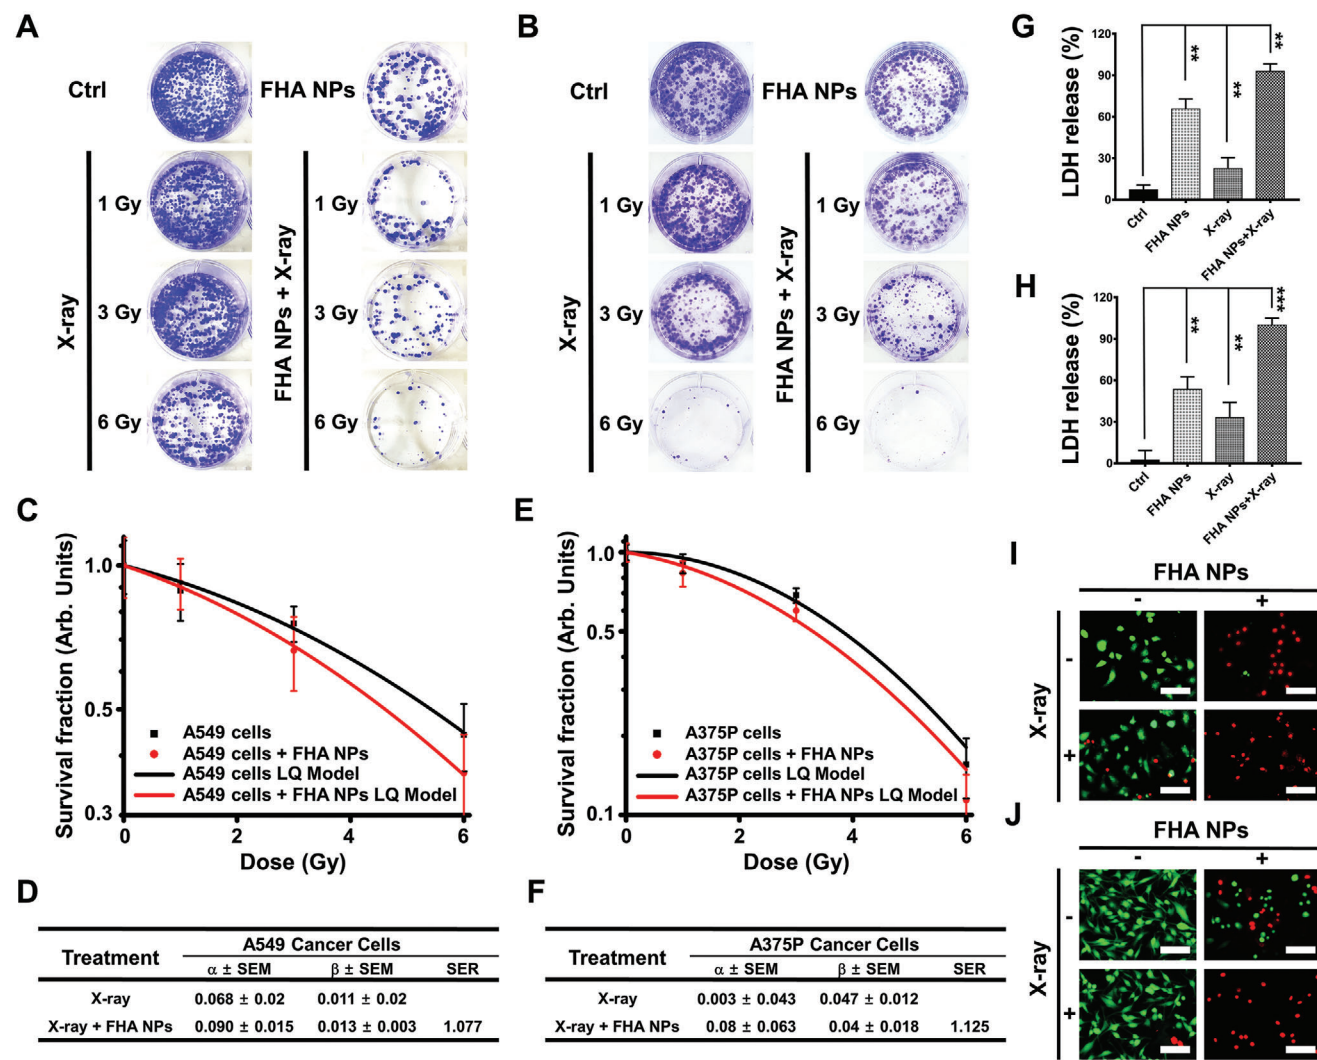 A
Ctrl
FHA NPs
X-ray
1 Gy
3 Gy
6 Gy
FHA NPs + X-ray
1 Gy
3 Gy
6 Gy
B
Ctrl
FHA NPs
X-ray
1 Gy
3 Gy
6 Gy
FHA NPs + X-ray
1 Gy
3 Gy
6 Gy
G
LDH release (%)
120
90
60
30
0
**
**
**
Ctrl
FHA NPs
X-ray
FHA NPs+X-ray
H
LDH release (%)
120
90
60
30
0
**
**
***
Ctrl
FHA NPs
X-ray
FHA NPs+X-ray
C
Survival fraction (Arb. Units)
1.0
0.5
0.3
A549 cells
A549 cells + FHA NPs
A549 cells LQ Model
A549 cells + FHA NPs LQ Model
0 2 4 6
Dose (Gy)
E
Survival fraction (Arb. Units)
1.0
0.5
0.1
A375P cells
A375P cells + FHA NPs
A375P cells LQ Model
A375P cells + FHA NPs LQ Model
0 2 4 6
Dose (Gy)
I
FHA NPs
- +
X-ray
-
+
J
FHA NPs
- +
X-ray
-
+
D
Treatment
A549 Cancer Cells
α ± SEM β ± SEM SER
X-ray 0.068 ± 0.02 0.011 ± 0.02
X-ray + FHA NPs 0.090 ± 0.015 0.013 ± 0.003 1.077
F
Treatment
A375P Cancer Cells
α ± SEM β ± SEM SER
X-ray 0.003 ± 0.043 0.047 ± 0.012
X-ray + FHA NPs 0.08 ± 0.063 0.04 ± 0.018 1.125